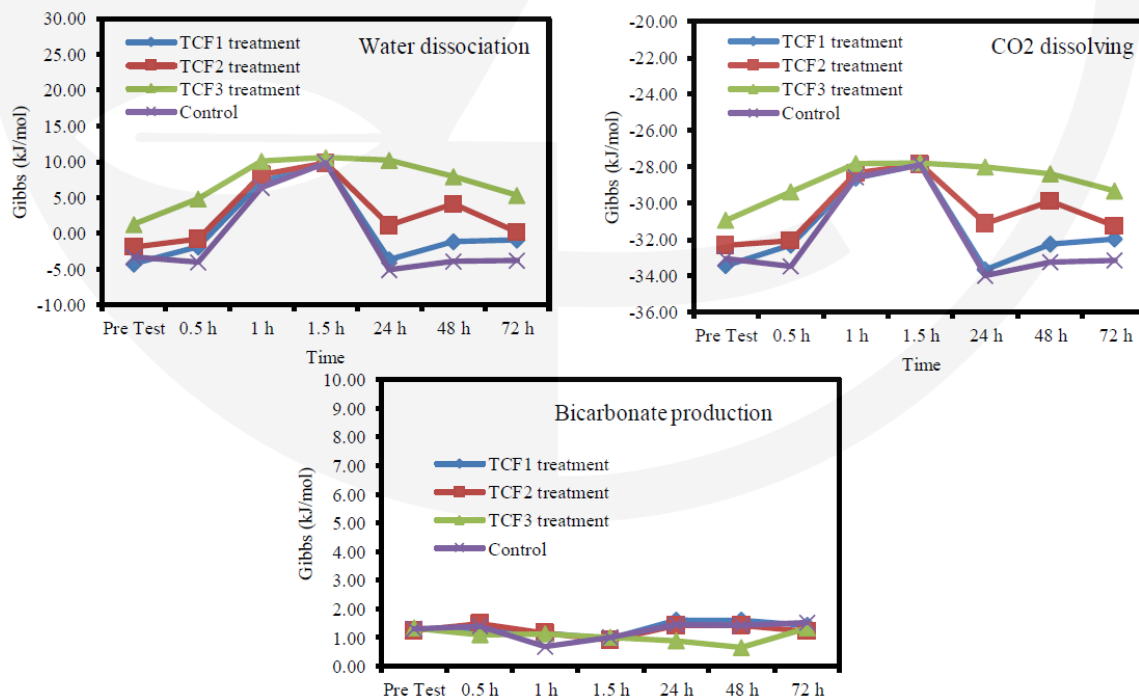 Water dissociation
TCF1 treatment
TCF2 treatment
TCF3 treatment
Control
Gibbs (kJ/mol)
30.00
25.00
20.00
15.00
10.00
5.00
0.00
-5.00
-10.00
Pre Test 0.5 h 1 h 1.5 h 24 h 48 h 72 h
Time
CO2 dissolving
TCF1 treatment
TCF2 treatment
TCF3 treatment
Control
Gibbs (kJ/mol)
-20.00
-22.00
-24.00
-26.00
-28.00
-30.00
-32.00
-34.00
-36.00
Pre Test 0.5 h 1 h 1.5 h 24 h 48 h 72 h
Time
Bicarbonate production
TCF1 treatment
TCF2 treatment
TCF3 treatment
Control
Gibbs (kJ/mol)
10.00
9.00
8.00
7.00
6.00
5.00
4.00
3.00
2.00
1.00
0.00
Pre Test 0.5 h 1 h 1.5 h 24 h 48 h 72 h